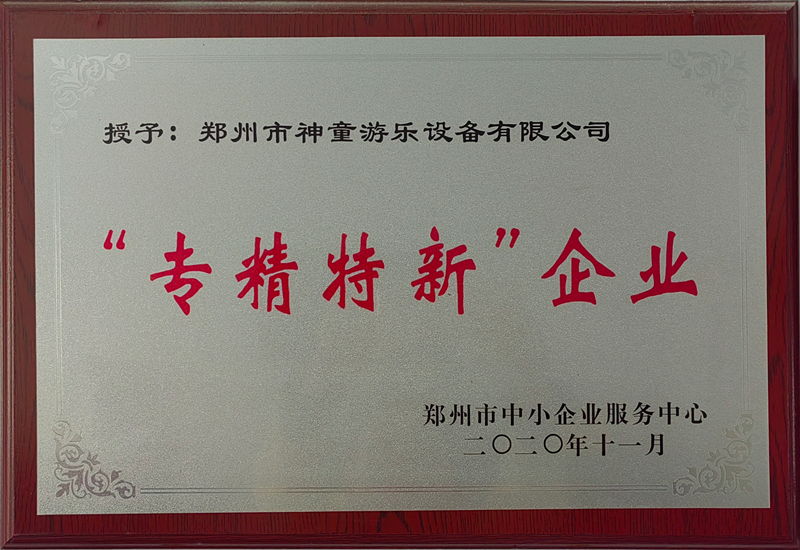 授予：郑州市神童游乐设备有限公司
“专精特新”企业
郑州市中小企业服务中心
二〇二〇年十一月